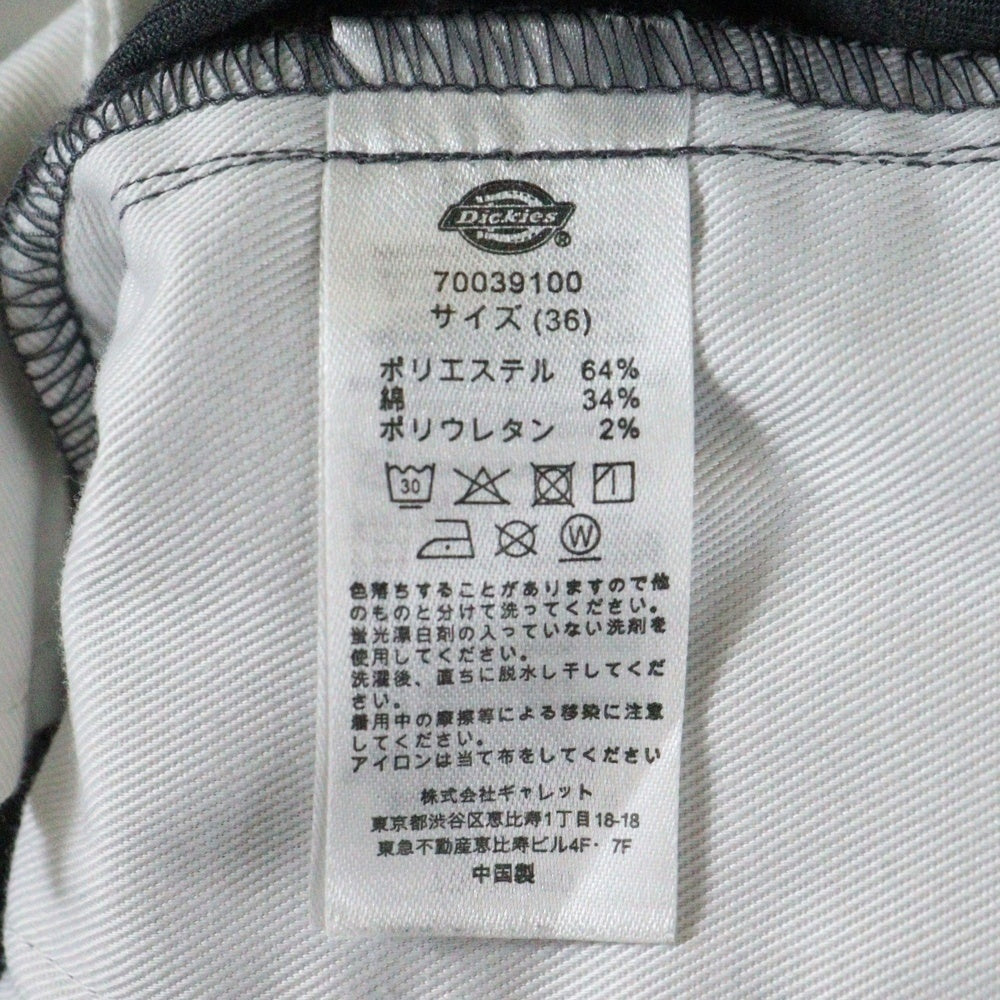 Dickies®
70039100
サイズ (36)
ポリエステル 64%
綿 34%
ポリウレタン 2%
30
W
色落ちすることがありますので他
のものと分けて洗ってください。
蛍光漂白剤の入っていない洗剤を
使用してください。
洗濯後、直ちに脱水し干してくだ
さい。
着用中の摩擦等による移染に注意
してください。
アイロンは当て布をしてください
株式会社ギャレット
東京都渋谷区恵比寿1丁目18-18
東急不動産恵比寿ビル4F・7F
中国製